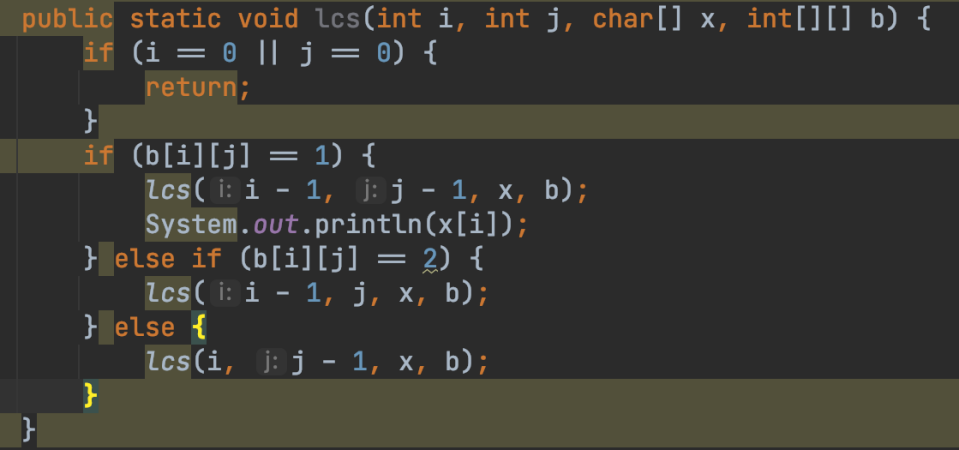 public static void lcs(int i, int j, char[] x, int[][] b) {
    if (i == 0 || j == 0) {
        return;
    }
    if (b[i][j] == 1) {
        lcs( i: i - 1, j: j - 1, x, b);
        System.out.println(x[i]);
    } else if (b[i][j] == 2) {
        lcs( i: i - 1, j, x, b);
    } else {
        lcs(i, j: j - 1, x, b);
    }
}